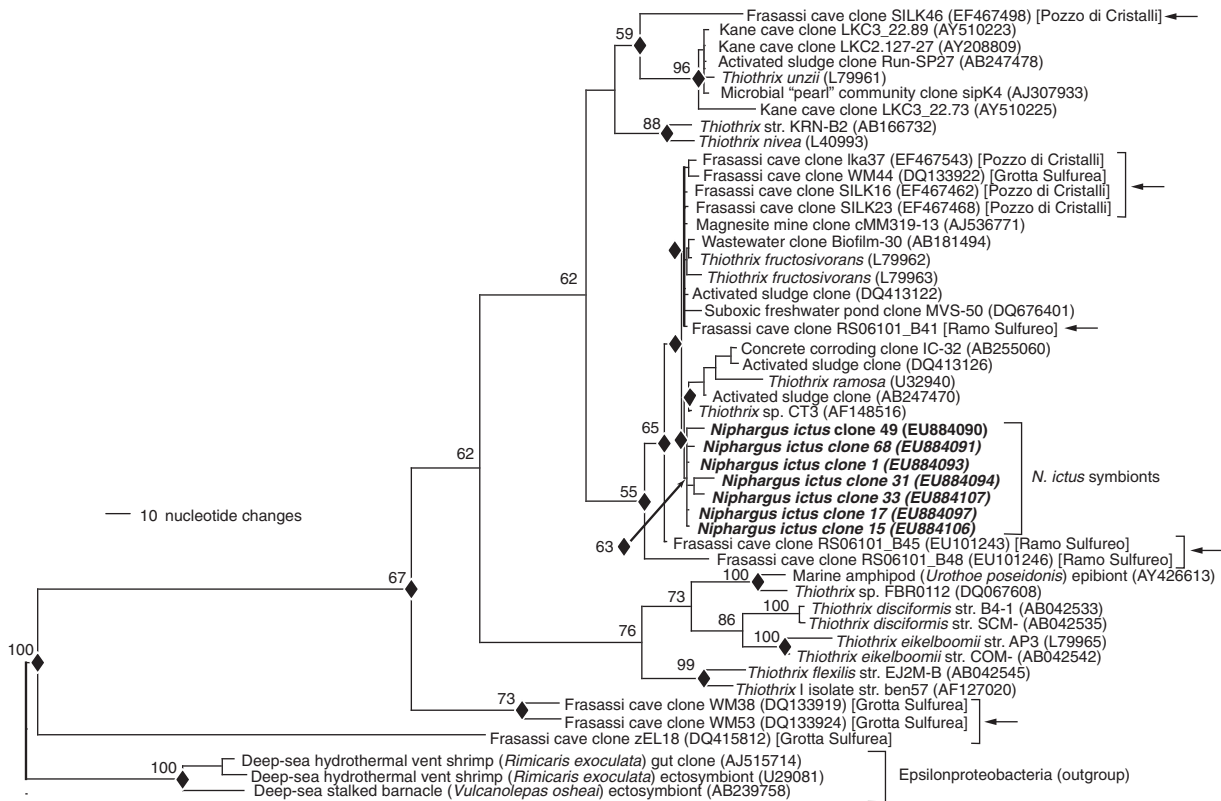 Frasassi cave clone SILK46 (EF467498) [Pozzo di Cristalli]
59
Kane cave clone LKC3_22.89 (AY510223)
Kane cave clone LKC2.127-27 (AY208809)
Activated sludge clone Run-SP27 (AB247478)
96
Thiothrix unzii (L79961)
Microbial "pearl" community clone sipK4 (AJ307933)
Kane cave clone LKC3_22.73 (AY510225)
88
Thiothrix str. KRN-B2 (AB166732)
Thiothrix nivea (L40993)
Frasassi cave clone lka37 (EF467543) [Pozzo di Cristalli]
Frasassi cave clone WM44 (DQ133922) [Grotta Sulfurea]
Frasassi cave clone SILK16 (EF467462) [Pozzo di Cristalli]
Frasassi cave clone SILK23 (EF467468) [Pozzo di Cristalli]
Magnesite mine clone cMM319-13 (AJ536771)
Wastewater clone Biofilm-30 (AB181494)
Thiothrix fructosivorans (L79962)
Thiothrix fructosivorans (L79963)
62
Activated sludge clone (DQ413122)
Suboxic freshwater pond clone MVS-50 (DQ676401)
Frasassi cave clone RS06101_B41 [Ramo Sulfureo]
Concrete corroding clone IC-32 (AB255060)
Activated sludge clone (DQ413126)
Thiothrix ramosa (U32940)
Activated sludge clone (AB247470)
Thiothrix sp. CT3 (AF148516)
65
Niphargus ictus clone 49 (EU884090)
Niphargus ictus clone 68 (EU884091)
62
Niphargus ictus clone 1 (EU884093)
Niphargus ictus clone 31 (EU884094)
N. ictus symbionts
55
Niphargus ictus clone 33 (EU884107)
Niphargus ictus clone 17 (EU884097)
10 nucleotide changes
Niphargus ictus clone 15 (EU884106)
63
Frasassi cave clone RS06101_B45 (EU101243) [Ramo Sulfureo]
Frasassi cave clone RS06101_B48 (EU101246) [Ramo Sulfureo]
67
100
Marine amphipod (Urothoe poseidonis) epibiont (AY426613)
Thiothrix sp. FBR0112 (DQ067608)
73
100
Thiothrix disciformis str. B4-1 (AB042533)
Thiothrix disciformis str. SCM- (AB042535)
86
76
100
Thiothrix eikelboomii str. AP3 (L79965)
Thiothrix eikelboomii str. COM- (AB042542)
100
99
Thiothrix flexilis str. EJ2M-B (AB042545)
Thiothrix I isolate str. ben57 (AF127020)
73
Frasassi cave clone WM38 (DQ133919) [Grotta Sulfurea]
Frasassi cave clone WM53 (DQ133924) [Grotta Sulfurea]
Frasassi cave clone zEL18 (DQ415812) [Grotta Sulfurea]
100
Deep-sea hydrothermal vent shrimp (Rimicaris exoculata) gut clone (AJ515714)
Deep-sea hydrothermal vent shrimp (Rimicaris exoculata) ectosymbiont (U29081)
Deep-sea stalked barnacle (Vulcanolepas osheai) ectosymbiont (AB239758)
Epsilonproteobacteria (outgroup)